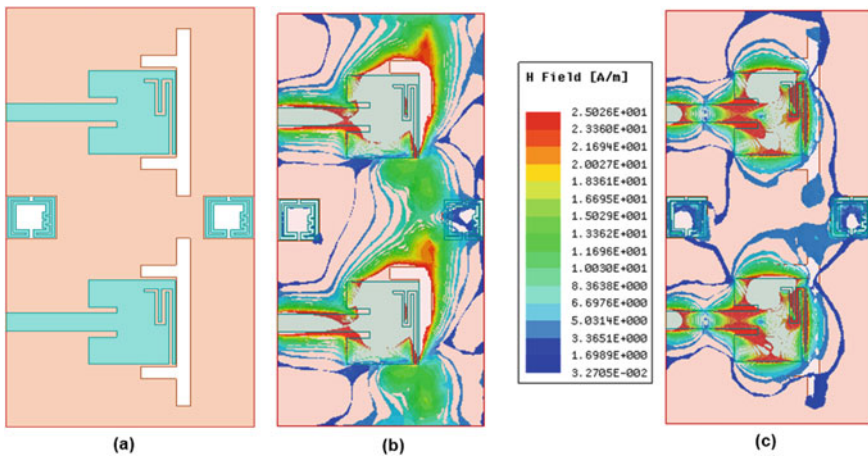 H Field [A/m]
2.5026E+001
2.3360E+001
2.1694E+001
2.0027E+001
1.8361E+001
1.6695E+001
1.5029E+001
1.3362E+001
1.1696E+001
1.0030E+001
8.3638E+000
6.6976E+000
5.0314E+000
3.3651E+000
1.6989E+000
3.2705E-002
(a)
(b)
(c)